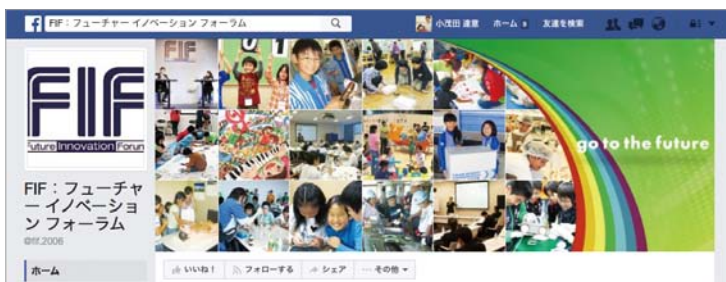 FIF：フューチャー イノベーション フォーラム
小茂田 達意 ホーム 9 友達を検索
FIF
Future Innovation Forum
go to the future
FIF：フューチャ
ー イノベーショ
ン フォーラム
@fif.2006
ホーム
いいね！ フォローする シェア … その他